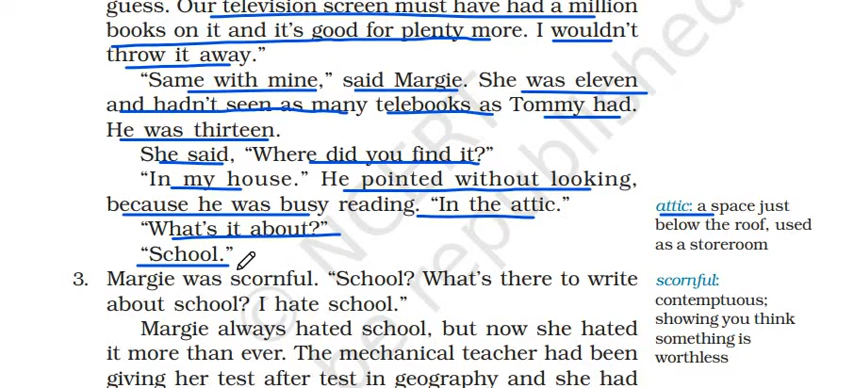 guess. Our television screen must have had a million
books on it and it's good for plenty more. I wouldn't
throw it away.”
“Same with mine,” said Margie. She was eleven
and hadn't seen as many telebooks as Tommy had.
He was thirteen.
She said, “Where did you find it?”
“In my house.” He pointed without looking,
because he was busy reading. “In the attic.”
“What's it about?”
“School.”
attic: a space just
below the roof, used
as a storeroom
3. Margie was scornful. “School? What's there to write
about school? I hate school.”
Margie always hated school, but now she hated
it more than ever. The mechanical teacher had been
giving her test after test in geography and she had
scornful:
contemptuous;
showing you think
something is
worthless
© NCERT
be republished